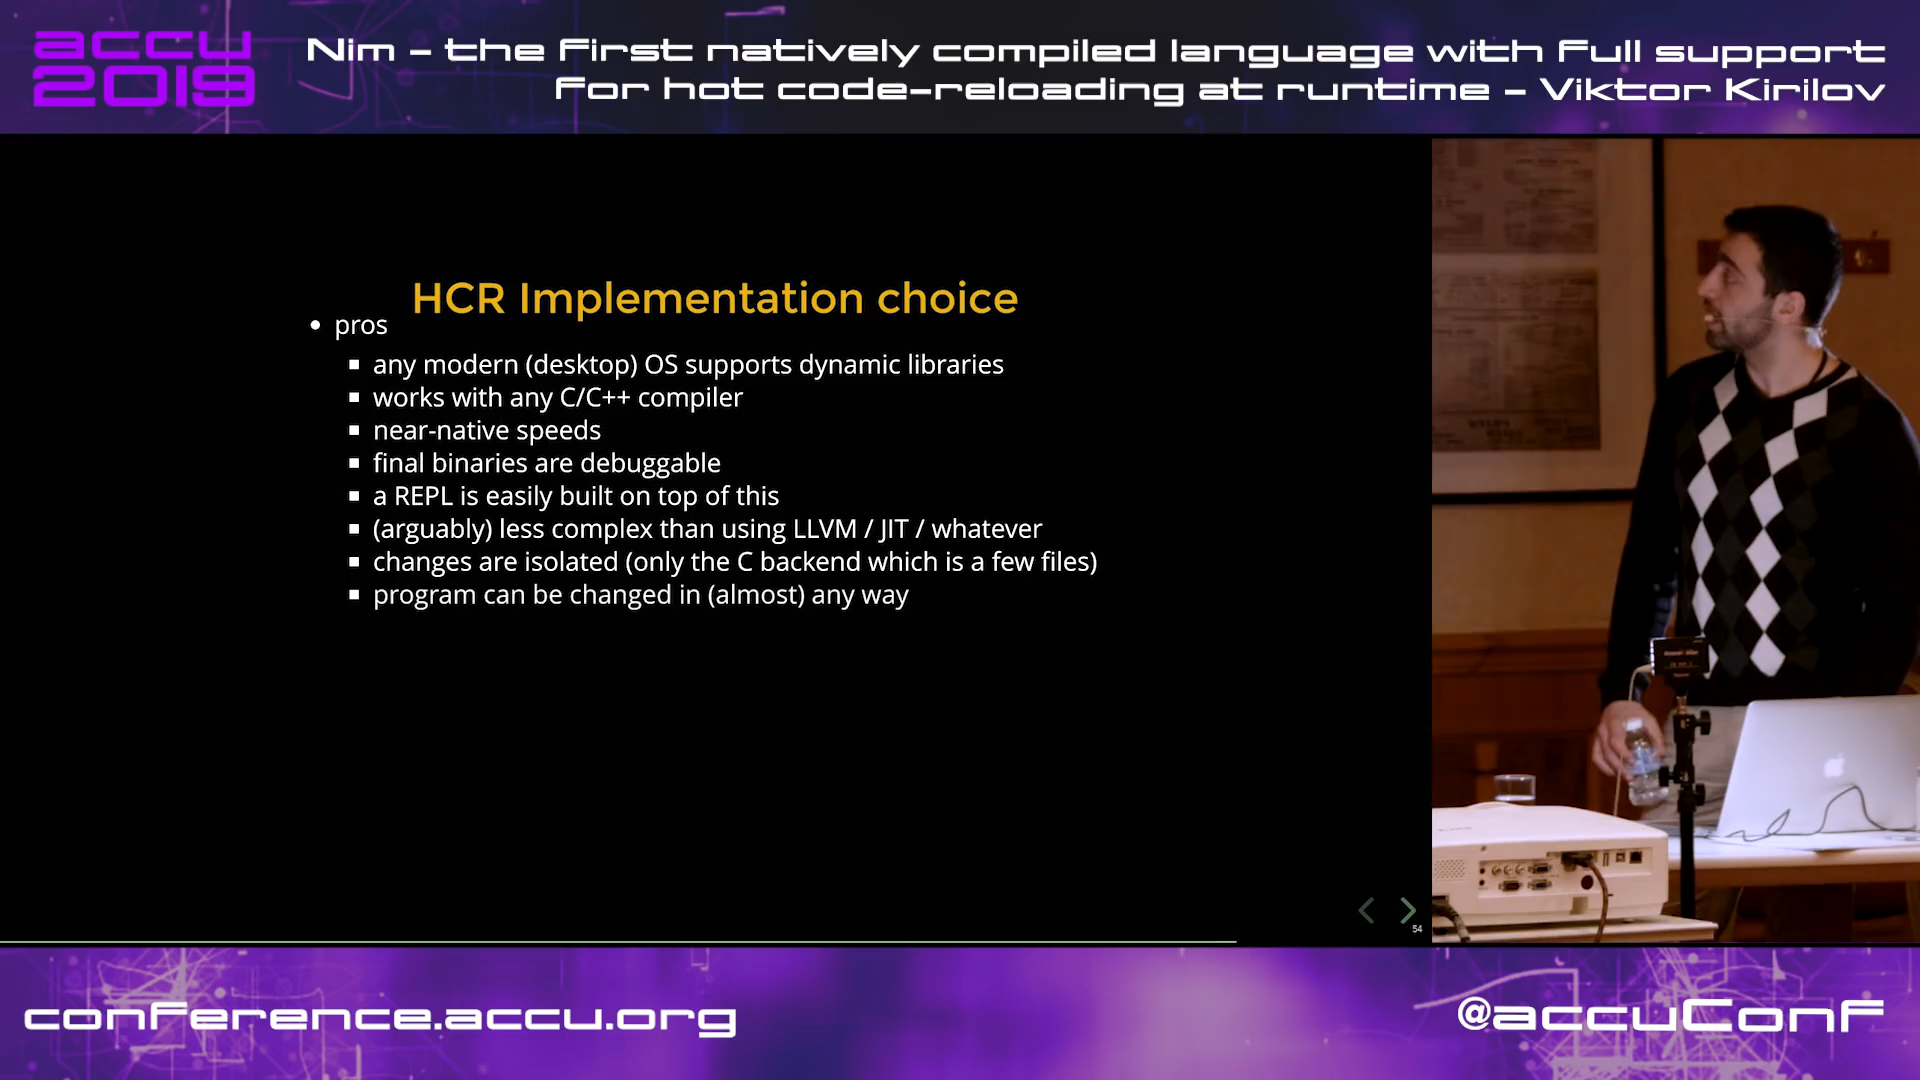 accu
2019
Nim – the first natively compiled language with full support
for hot code-reloading at runtime – Viktor Kirilov
HCR Implementation choice
• pros
▪ any modern (desktop) OS supports dynamic libraries
▪ works with any C/C++ compiler
▪ near-native speeds
▪ final binaries are debuggable
▪ a REPL is easily built on top of this
▪ (arguably) less complex than using LLVM / JIT / whatever
▪ changes are isolated (only the C backend which is a few files)
▪ program can be changed in (almost) any way
54
conference.accu.org
@accuConf